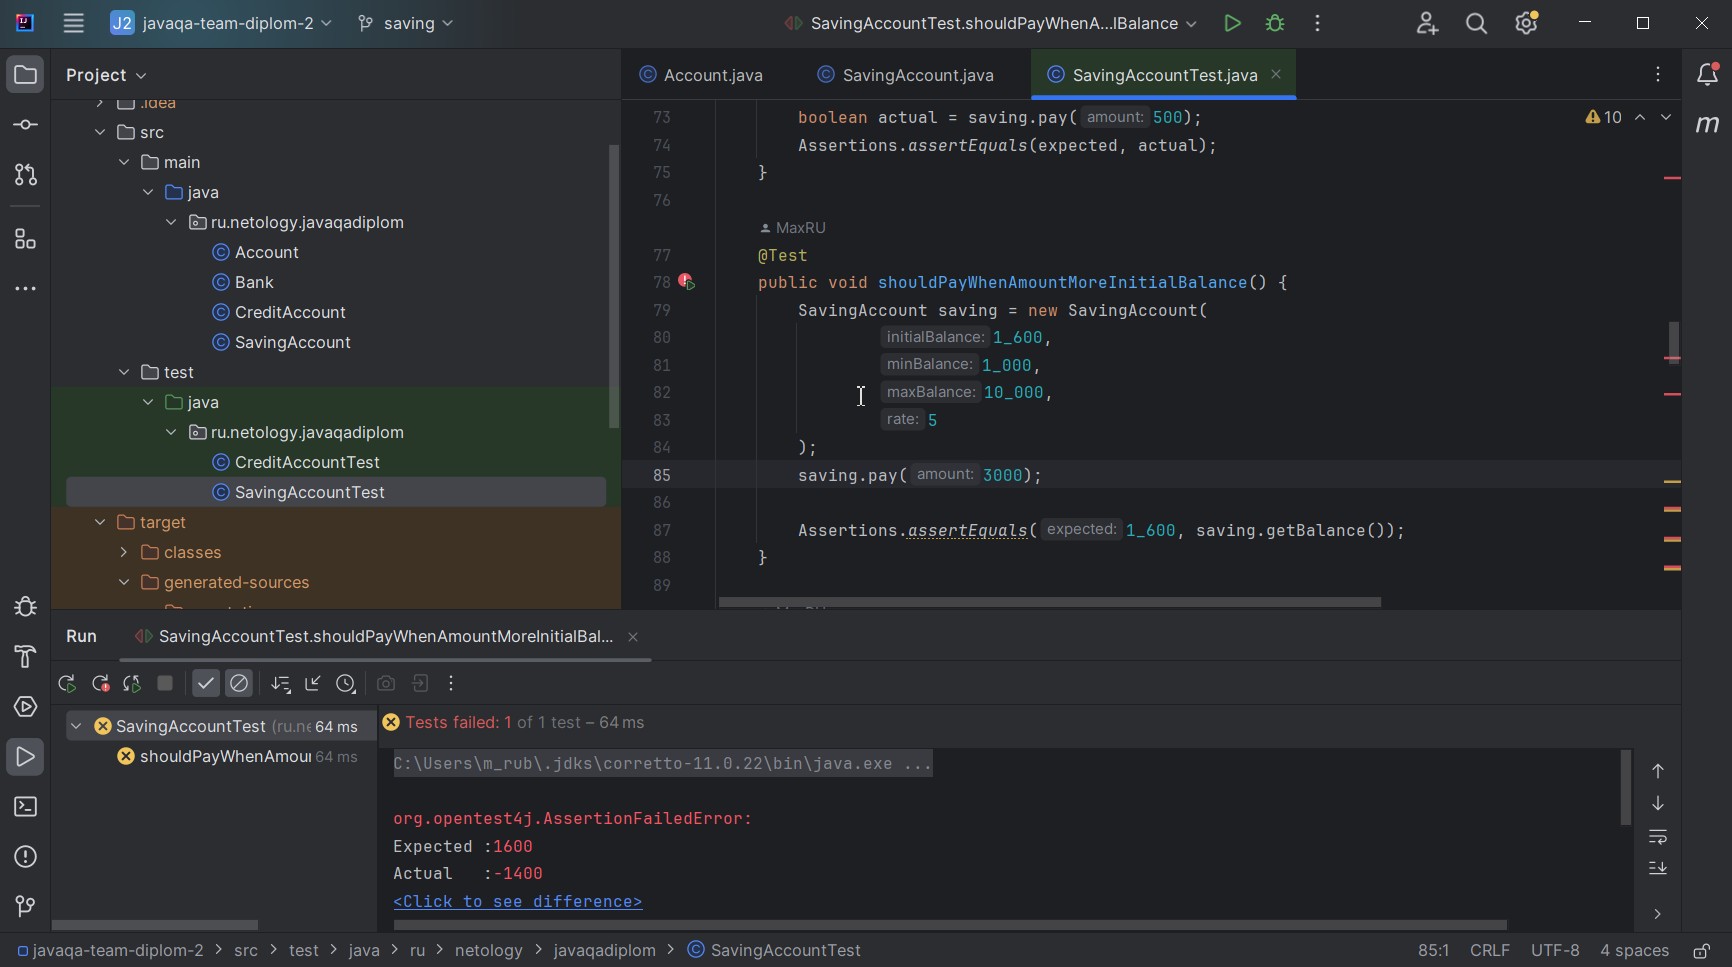 J2 javaqa-team-diplom-2 saving SavingAccountTest.shouldPayWhenA...lBalance
Project
Account.java SavingAccount.java SavingAccountTest.java
.idea
src
main
java
ru.netology.javaqadiplom
Account
Bank
CreditAccount
SavingAccount
test
java
ru.netology.javaqadiplom
CreditAccountTest
SavingAccountTest
target
classes
generated-sources
73 boolean actual = saving.pay( amount: 500);
10
74 Assertions.assertEquals(expected, actual);
75 }
76
MaxRU
77 @Test
78 public void shouldPayWhenAmountMoreInitialBalance() {
79 SavingAccount saving = new SavingAccount(
80 initialBalance: 1_600,
81 minBalance: 1_000,
82 maxBalance: 10_000,
83 rate: 5
84 );
85 saving.pay( amount: 3000);
86
87 Assertions.assertEquals( expected: 1_600, saving.getBalance());
88 }
89
Run SavingAccountTest.shouldPayWhenAmountMoreInitialBal...
SavingAccountTest (ru.ne 64 ms
shouldPayWhenAmour 64 ms
Tests failed: 1 of 1 test – 64 ms
C:\Users\m_rub\.jdks\corretto-11.0.22\bin\java.exe ...
org.opentest4j.AssertionFailedError:
Expected :1600
Actual :-1400
<Click to see difference>
javaqa-team-diplom-2 > src > test > java > ru > netology > javaqadiplom > SavingAccountTest 85:1 CRLF UTF-8 4 spaces